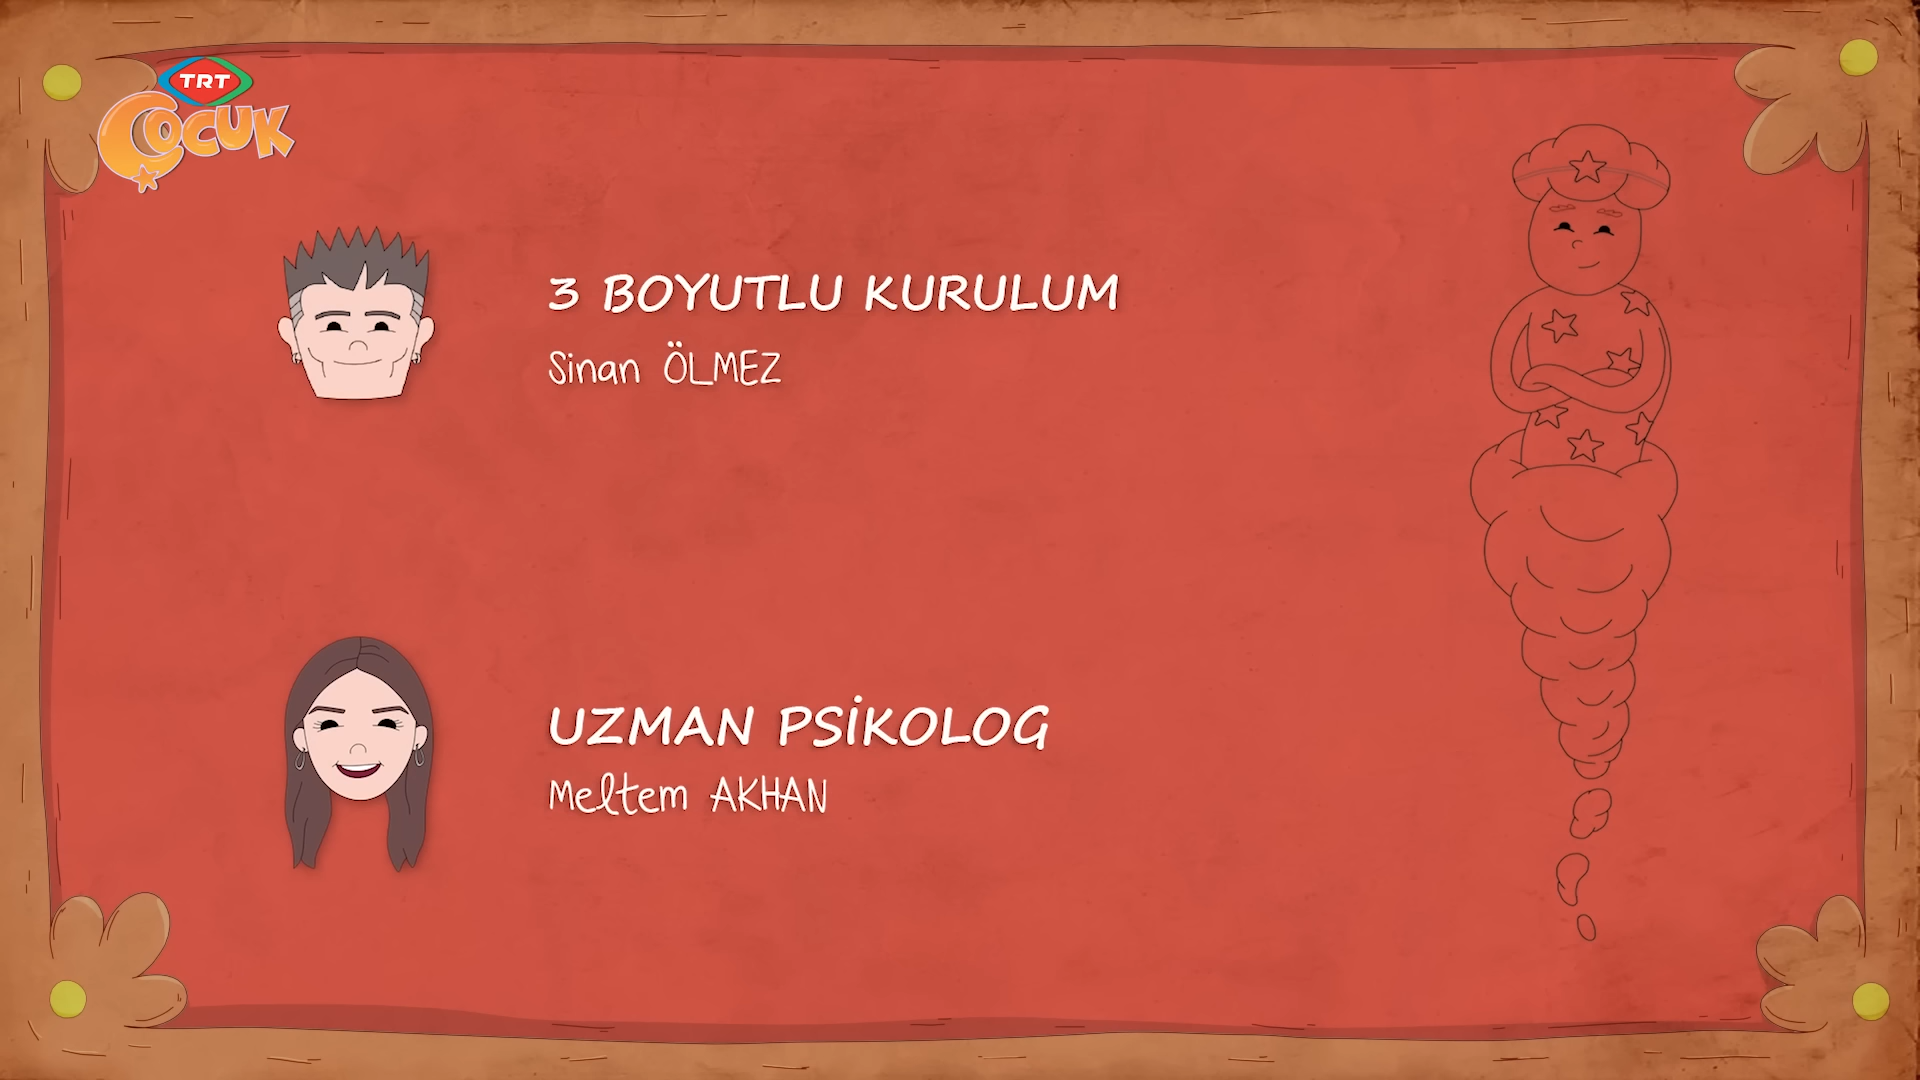 TRT
ÇOCUK
3 BOYUTLU KURULUM
Sinan ÖLMEZ
UZMAN PSİKOLOG
Meltem AKHAN